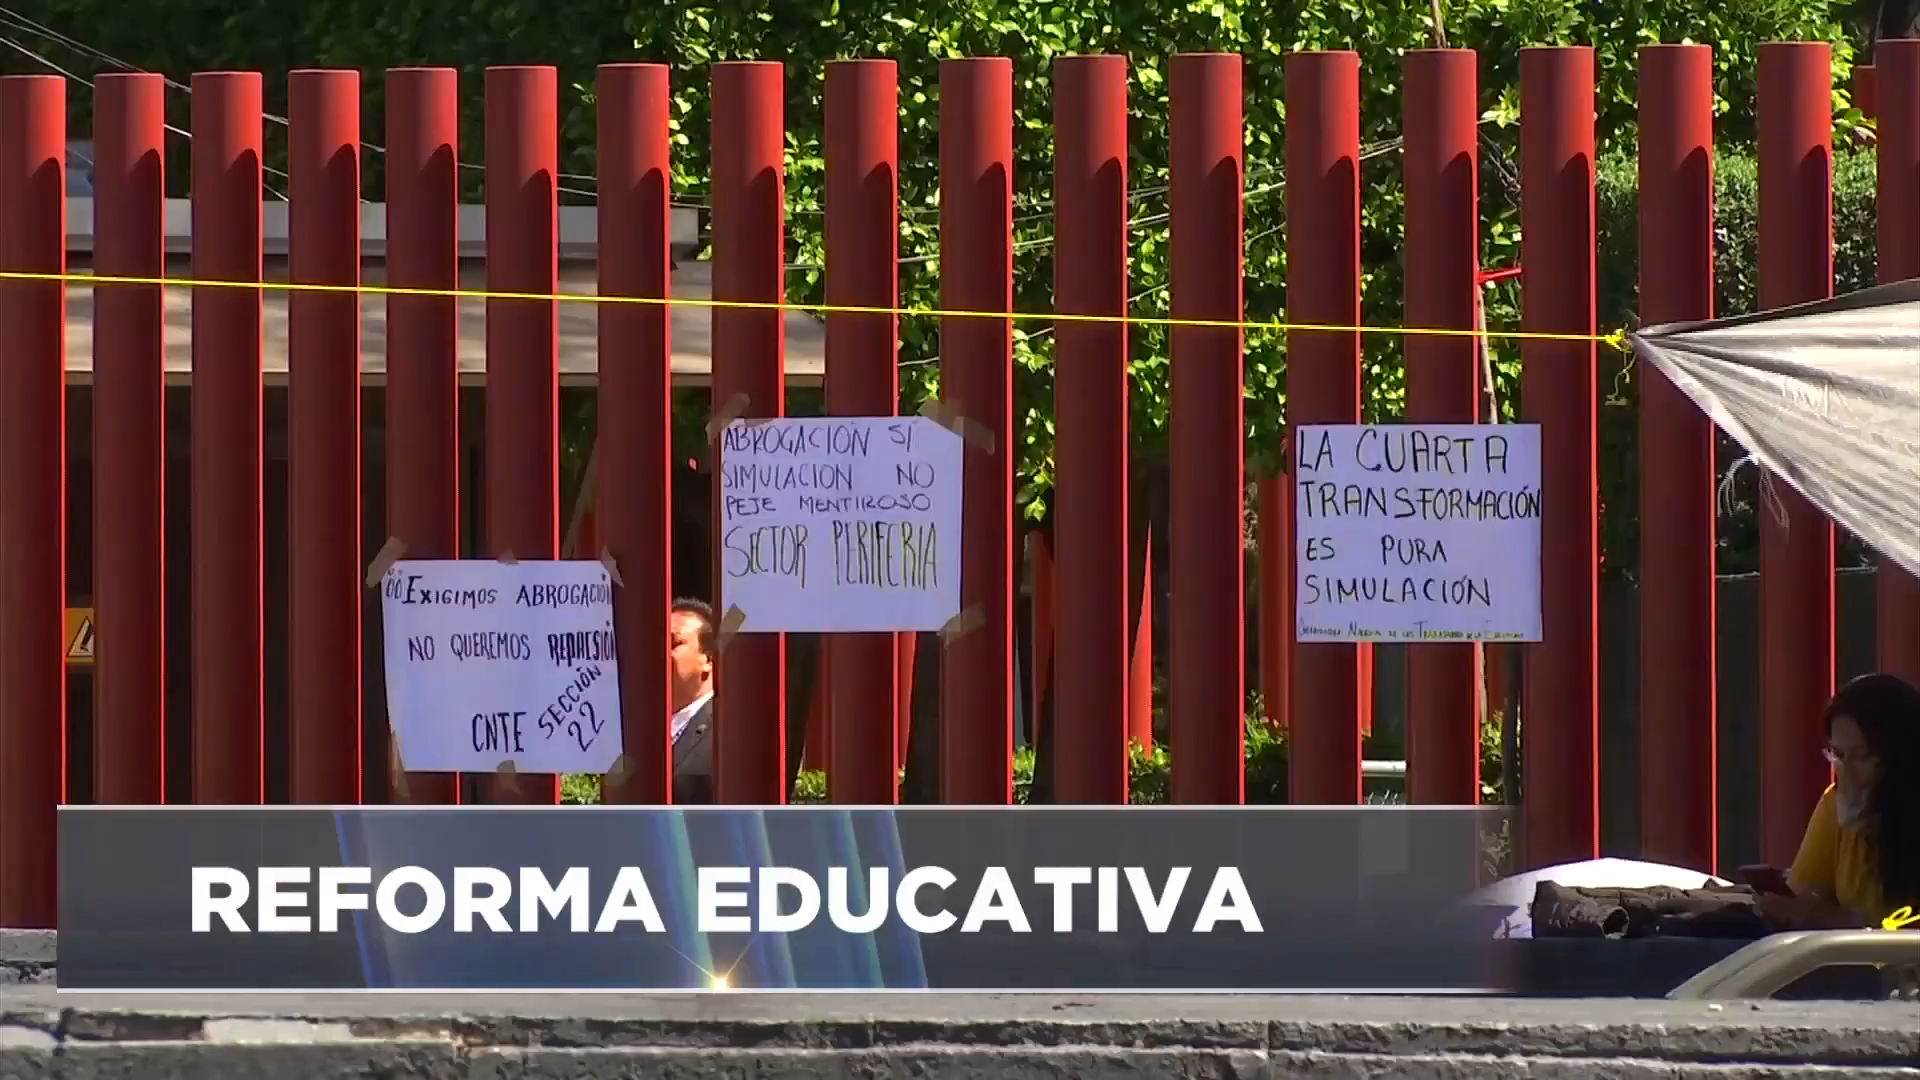 ABROGACIÓN SÍ
SIMULACION NO
PEJE MENTIROSO
SECTOR PERIFERIA
LA CUARTA
TRANSFORMACIÓN
ES PURA
SIMULACIÓN
EXIGIMOS ABROGACIÓN
NO QUEREMOS REPRESIÓN
CNTE SECCIÓN
22
REFORMA EDUCATIVA